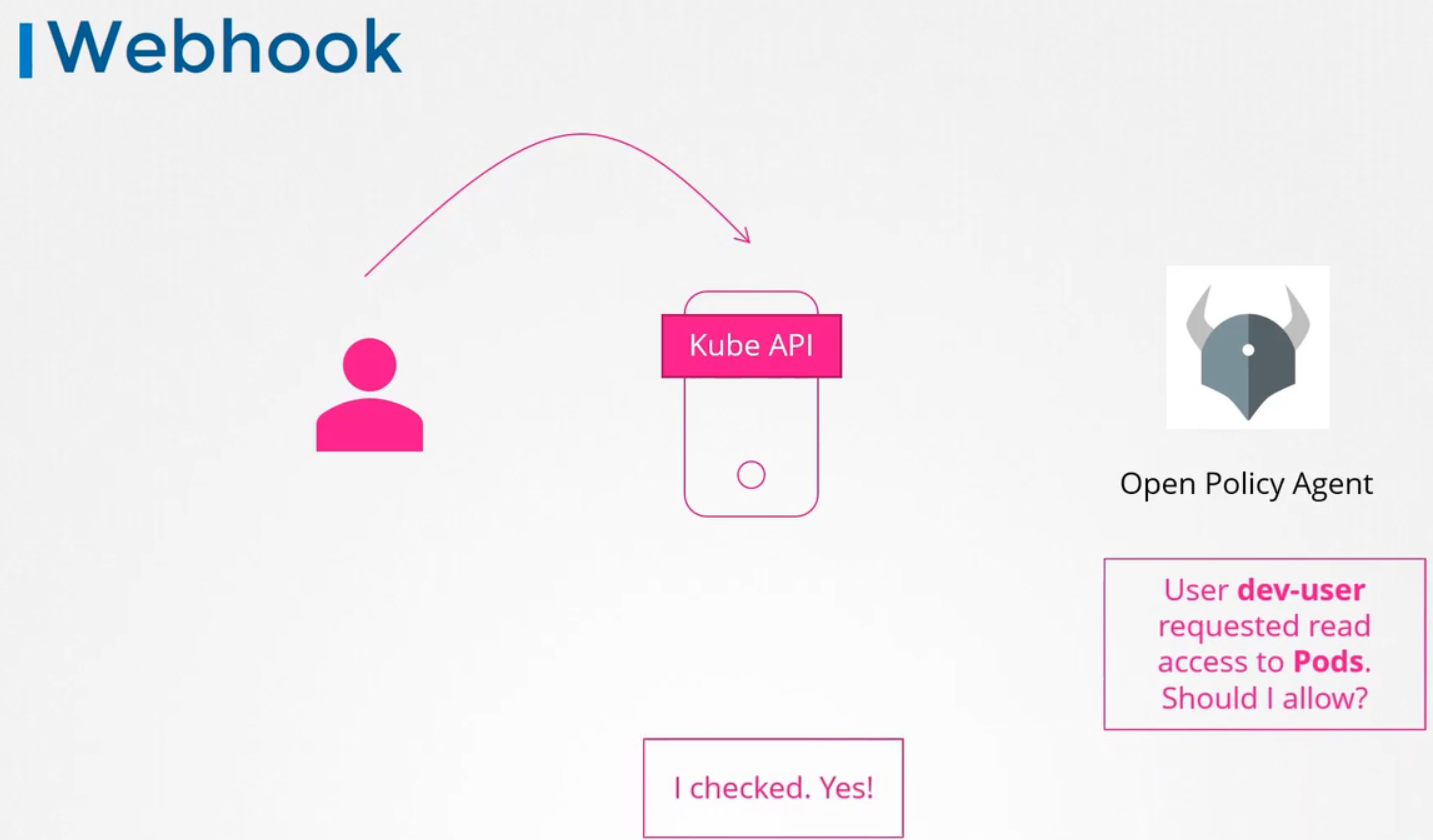 Webhook
Kube API
Open Policy Agent
User dev-user
requested read
access to Pods.
Should I allow?
I checked. Yes!